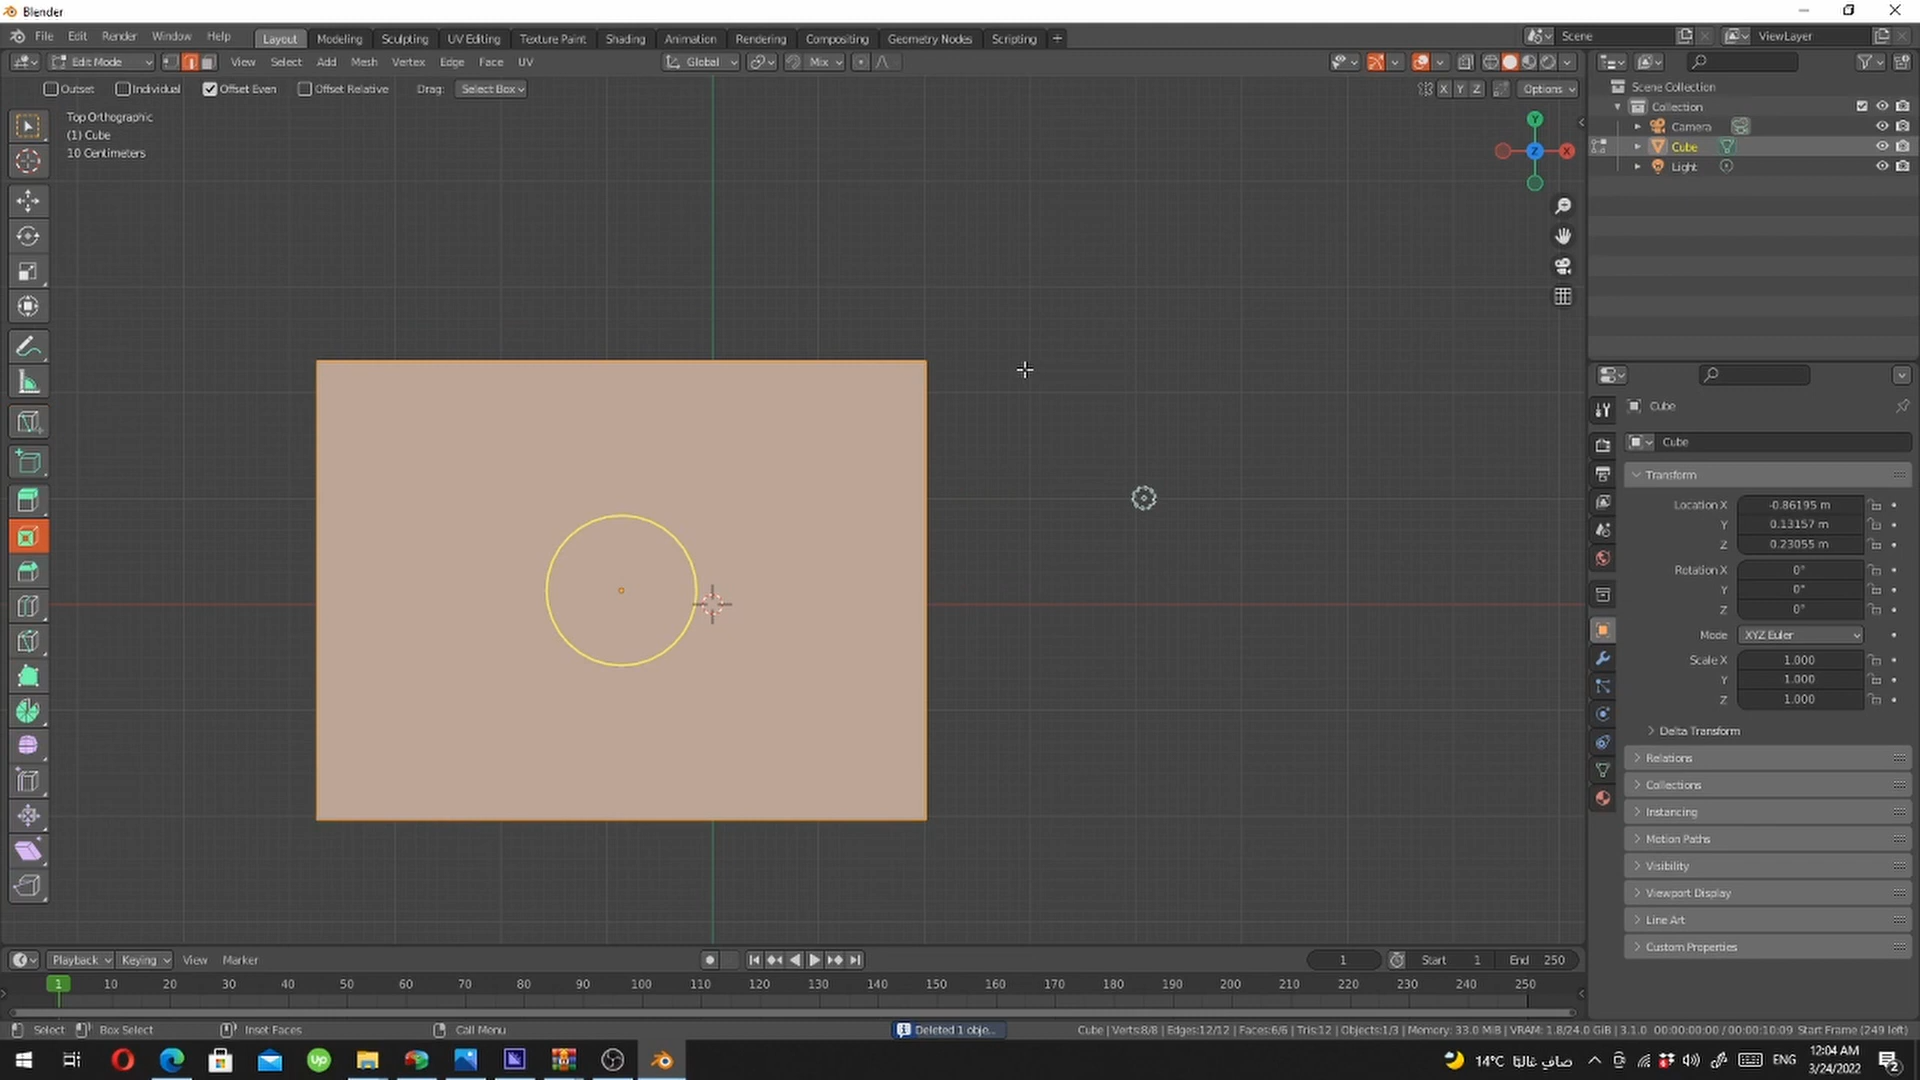 Blender
File Edit Render Window Help Layout Modeling Sculpting UV Editing Texture Paint Shading Animation Rendering Compositing Geometry Nodes Scripting + Scene ViewLayer
Edit Mode View Select Add Mesh Vertex Edge Face UV Global Mix
Outset Individual Offset Even Offset Relative Drag: Select Box X Y Z Options
Top Orthographic
(1) Cube
10 Centimeters
Y
X
Z
Scene Collection
Collection
Camera
Cube
Light
Cube
Cube
Transform
Location X -0.86195 m
Y 0.13157 m
Z 0.23055 m
Rotation X 0°
Y 0°
Z 0°
Mode XYZ Euler
Scale X 1.000
Y 1.000
Z 1.000
Delta Transform
Relations
Collections
Instancing
Motion Paths
Visibility
Viewport Display
Line Art
Custom Properties
Playback Keying View Marker 1 Start 1 End 250
1 10 20 30 40 50 60 70 80 90 100 110 120 130 140 150 160 170 180 190 200 210 220 230 240 250
Select Box Select Inset Faces Call Menu Deleted 1 obje... Cube | Verts:8/8 | Edges:12/12 | Faces:6/6 | Tris:12 | Objects:1/3 | Memory: 33.0 MiB | VRAM: 1.8/24.0 GiB | 3.1.0 00:00:00:00 / 00:00:10:09 Start Frame (249 left)
Up 14°C صافي غالبًا ENG 12:04 AM
3/24/2022 2